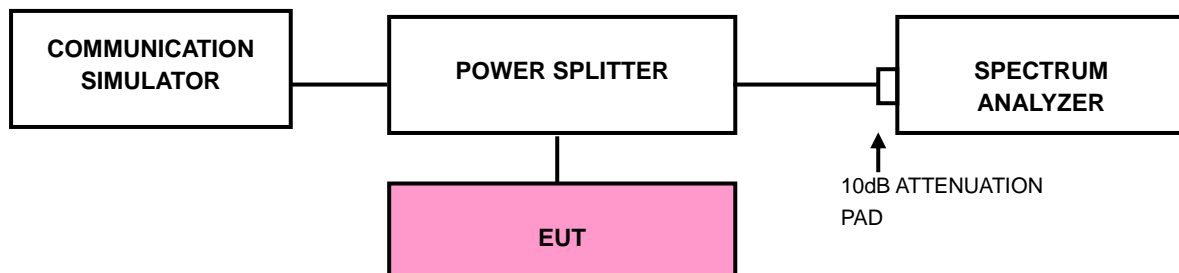 COMMUNICATION
SIMULATOR
POWER SPLITTER
SPECTRUM
ANALYZER
10dB ATTENUATION
PAD
EUT